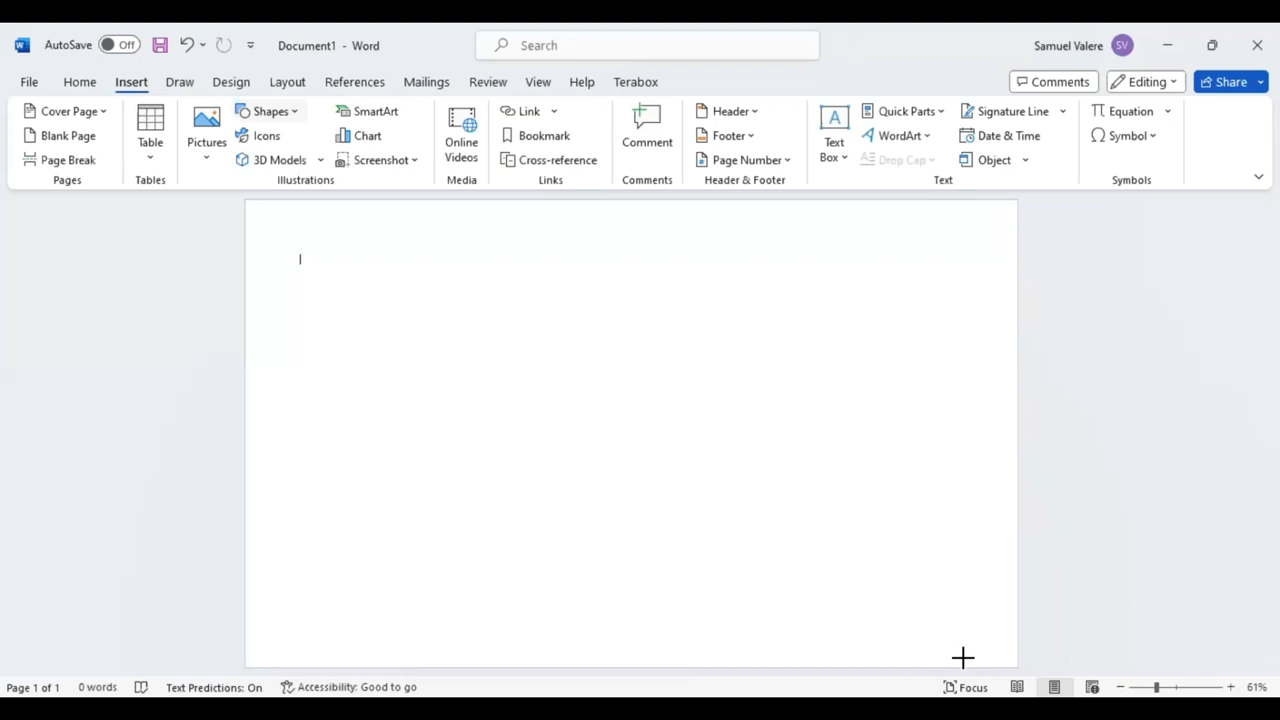 AutoSave Off Document1 - Word Search Samuel Valere SV
File Home Insert Draw Design Layout References Mailings Review View Help Terabox Comments Editing Share
Cover Page Shapes SmartArt Link Header Quick Parts Signature Line Equation
Blank Page Table Pictures Icons Chart Online Videos Bookmark Comment Footer Text Box WordArt Date & Time Symbol
Page Break 3D Models Screenshot Cross-reference Page Number Drop Cap Object
Pages Tables Illustrations Media Links Comments Header & Footer Text Symbols
Page 1 of 1 0 words Text Predictions: On Accessibility: Good to go Focus 61%